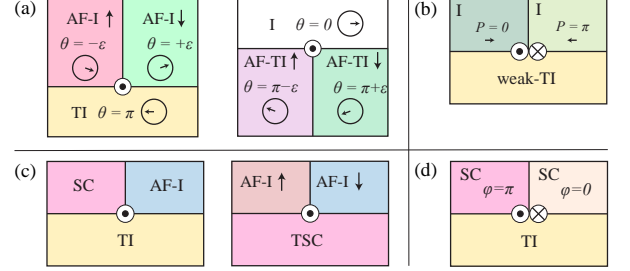 (a)
AF-I ↑
AF-I ↓
θ = −ε
θ = +ε
TI θ = π
I θ = 0
AF-TI ↑
AF-TI ↓
θ = π−ε
θ = π+ε
(b)
I
I
P = 0
P = π
weak-TI
(c)
SC
AF-I
TI
AF-I ↑
AF-I ↓
TSC
(d)
SC
SC
φ=π
φ=0
TI